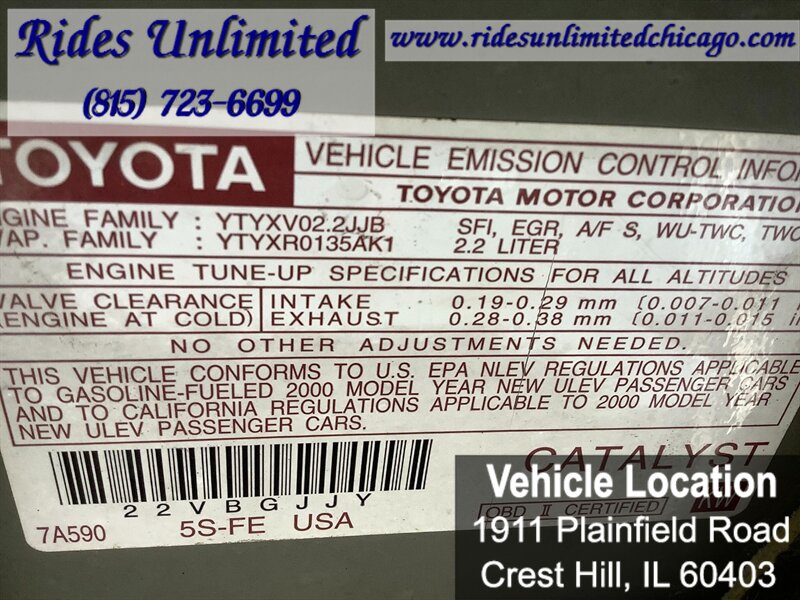 Rides Unlimited
(815) 723-6699
www.ridesunlimitedchicago.com
TOYOTA
VEHICLE EMISSION CONTROL INFOR
TOYOTA MOTOR CORPORATION
ENGINE FAMILY : YTYXV02.2JJB
EVAP. FAMILY : YTYXR0135AK1
SFI, EGR, A/F S, WU-TWC, TWC
2.2 LITER
ENGINE TUNE-UP SPECIFICATIONS FOR ALL ALTITUDES
VALVE CLEARANCE INTAKE 0.19-0.29 mm [0.007-0.011
(ENGINE AT COLD) EXHAUST 0.28-0.38 mm [0.011-0.015 in
NO OTHER ADJUSTMENTS NEEDED.
THIS VEHICLE CONFORMS TO U.S. EPA NLEV REGULATIONS APPLICABLE
TO GASOLINE-FUELED 2000 MODEL YEAR NEW ULEV PASSENGER CARS
AND TO CALIFORNIA REGULATIONS APPLICABLE TO 2000 MODEL YEAR
NEW ULEV PASSENGER CARS.
CATALYST
22VBGJJY
OBD II CERTIFIED
7A590 5S-FE USA
Vehicle Location
1911 Plainfield Road
Crest Hill, IL 60403